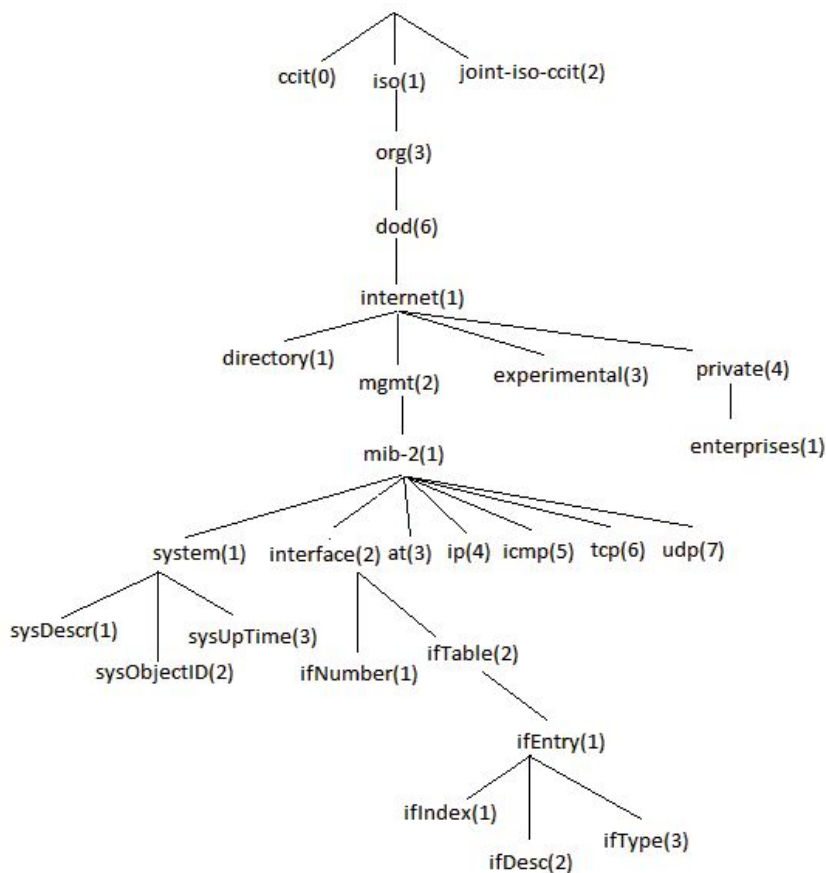 ccit(0)
iso(1)
joint-iso-ccit(2)
org(3)
dod(6)
internet(1)
directory(1)
mgmt(2)
experimental(3)
private(4)
enterprises(1)
mib-2(1)
system(1)
interface(2)
at(3)
ip(4)
icmp(5)
tcp(6)
udp(7)
sysDescr(1)
sysObjectID(2)
sysUpTime(3)
ifNumber(1)
ifTable(2)
ifEntry(1)
ifIndex(1)
ifDesc(2)
ifType(3)